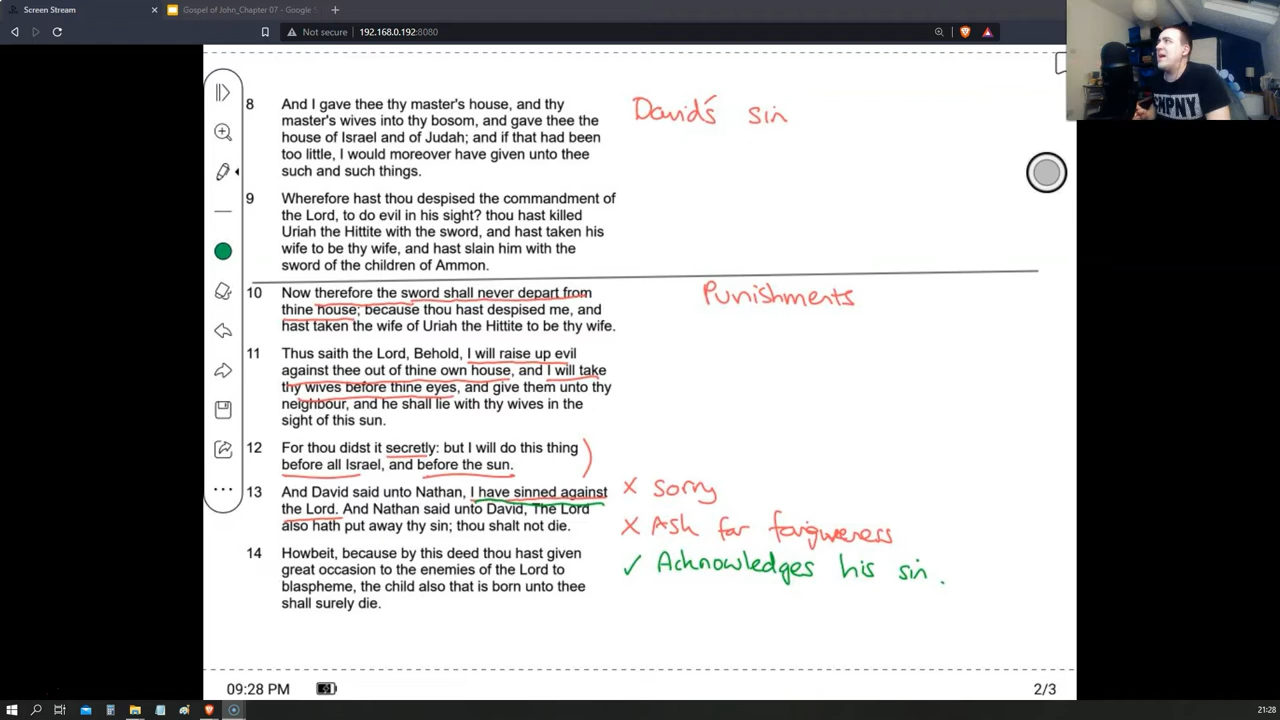 Screen Stream
Gospel of John_Chapter 07 - Google S
Not secure 192.168.0.192:8080
8 And I gave thee thy master's house, and thy
master's wives into thy bosom, and gave thee the
house of Israel and of Judah; and if that had been
too little, I would moreover have given unto thee
such and such things.
David's sin
9 Wherefore hast thou despised the commandment of
the Lord, to do evil in his sight? thou hast killed
Uriah the Hittite with the sword, and hast taken his
wife to be thy wife, and hast slain him with the
sword of the children of Ammon.
10 Now therefore the sword shall never depart from
thine house; because thou hast despised me, and
hast taken the wife of Uriah the Hittite to be thy wife.
Punishments
11 Thus saith the Lord, Behold, I will raise up evil
against thee out of thine own house, and I will take
thy wives before thine eyes, and give them unto thy
neighbour, and he shall lie with thy wives in the
sight of this sun.
12 For thou didst it secretly: but I will do this thing
before all Israel, and before the sun.
13 And David said unto Nathan, I have sinned against
the Lord. And Nathan said unto David, The Lord
also hath put away thy sin; thou shalt not die.
x Sorry
x Ask for forgiveness
✓ Acknowledges his sin.
14 Howbeit, because by this deed thou hast given
great occasion to the enemies of the Lord to
blaspheme, the child also that is born unto thee
shall surely die.
09:28 PM
2/3
21:28